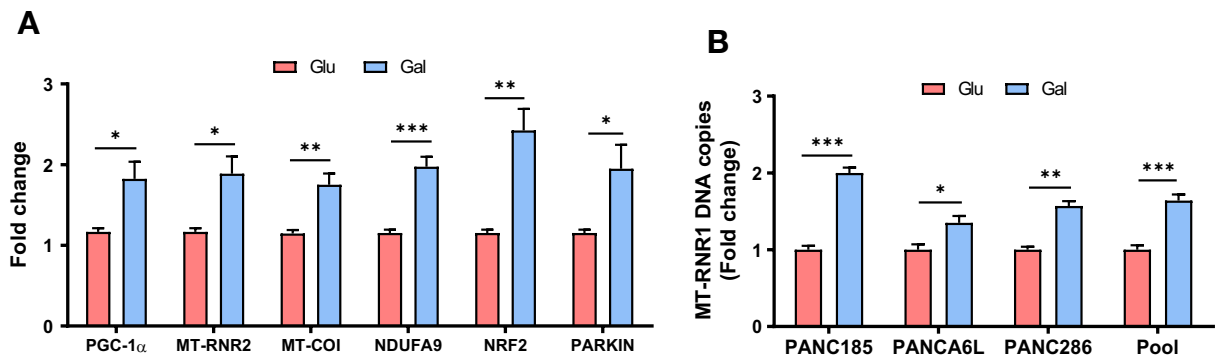 A
Glu Gal
Fold change
3
2
1
0
* * ** *** ** *
PGC-1α MT-RNR2 MT-COI NDUFA9 NRF2 PARKIN
B
Glu Gal
MT-RNR1 DNA copies
(Fold change)
3
2
1
0
*** * ** ***
PANC185 PANCA6L PANC286 Pool